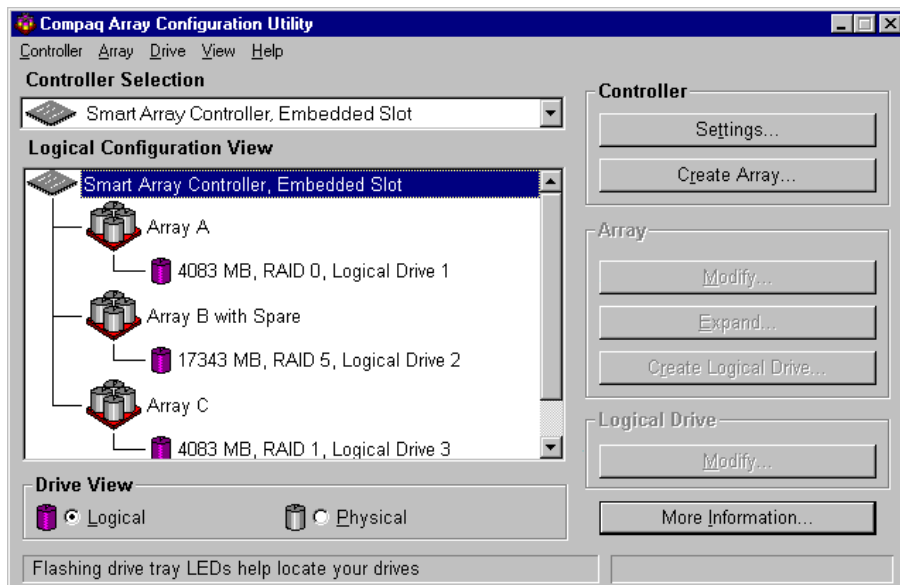 Compaq Array Configuration Utility
Controller Array Drive View Help
Controller Selection
Smart Array Controller, Embedded Slot
Logical Configuration View
Smart Array Controller, Embedded Slot
Array A
4083 MB, RAID 0, Logical Drive 1
Array B with Spare
17343 MB, RAID 5, Logical Drive 2
Array C
4083 MB, RAID 1, Logical Drive 3
Drive View
Logical Physical
Controller
Settings...
Create Array...
Array
Modify...
Expand...
Create Logical Drive...
Logical Drive
Modify...
More Information...
Flashing drive tray LEDs help locate your drives